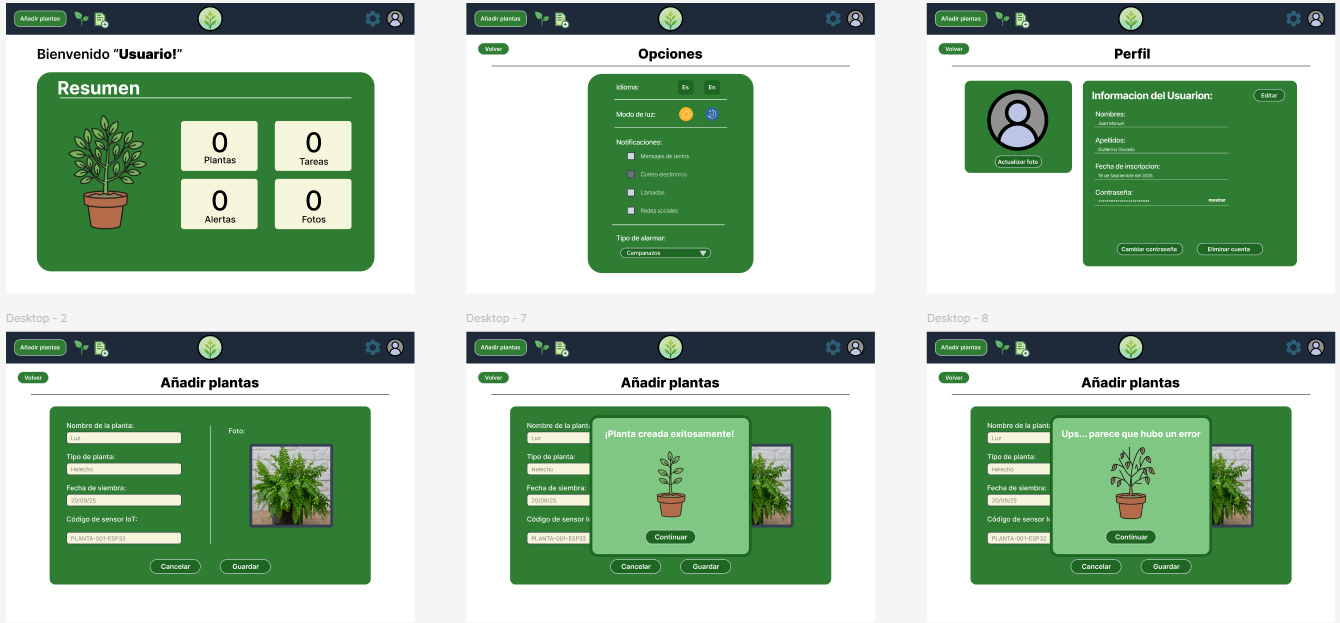 Añadir plantas
Bienvenido “Usuario!”
Resumen
0
Plantas
0
Tareas
0
Alertas
0
Fotos
Añadir plantas
Volver
Opciones
Idioma:
Es
En
Modo de luz:
Notificaciones:
Mensajes de textos
Correo electronico
Llamadas
Redes sociales
Tipo de alarmar:
Campanazos
Añadir plantas
Volver
Perfil
Actualizar foto
Informacion del Usuarion:
Editar
Nombres:
Juan Manuel
Apellidos:
Guillermo Osvaldo
Fecha de inscripcion:
18 de Septiembre del 2025
Contraseña:
mostrar
Cambiar contraseña
Eliminar cuenta
Desktop - 2
Añadir plantas
Volver
Añadir plantas
Nombre de la planta:
Luz
Tipo de planta:
Helecho
Fecha de siembra:
20/09/25
Código de sensor IoT:
PLANTA-001-ESP32
Foto:
Cancelar
Guardar
Desktop - 7
Añadir plantas
Volver
Añadir plantas
Nombre de la planta
Luz
Tipo de planta:
Helecho
Fecha de siembra:
20/09/25
Código de sensor Io
PLANTA-001-ESP32
¡Planta creada exitosamente!
Continuar
Cancelar
Guardar
Desktop - 8
Añadir plantas
Volver
Añadir plantas
Nombre de la planta
Luz
Tipo de planta:
Helecho
Fecha de siembra:
20/09/25
Código de sensor Io
PLANTA-001-ESP32
Ups... parece que hubo un error
Continuar
Cancelar
Guardar